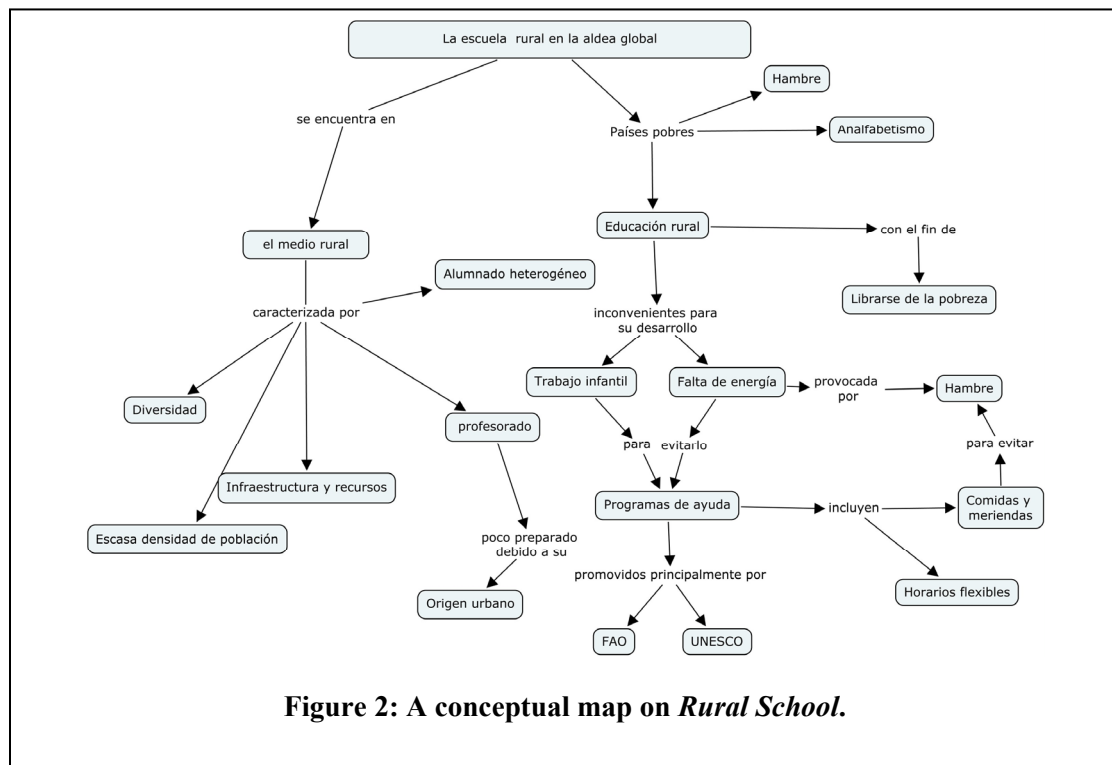 La escuela rural en la aldea global
Hambre
se encuentra en
Países pobres
Analfabetismo
Educación rural
con el fin de
el medio rural
Alumnado heterogéneo
Librarse de la pobreza
caracterizada por
inconvenientes para
su desarrollo
Trabajo infantil
Falta de energía
provocada
por
Hambre
Diversidad
profesorado
para
evitarlo
para evitar
Infraestructura y recursos
Programas de ayuda
incluyen
Comidas y
meriendas
Escasa densidad de población
poco preparado
debido a su
promovidos principalmente por
Horarios flexibles
Origen urbano
FAO
UNESCO
Figure 2: A conceptual map on Rural School.